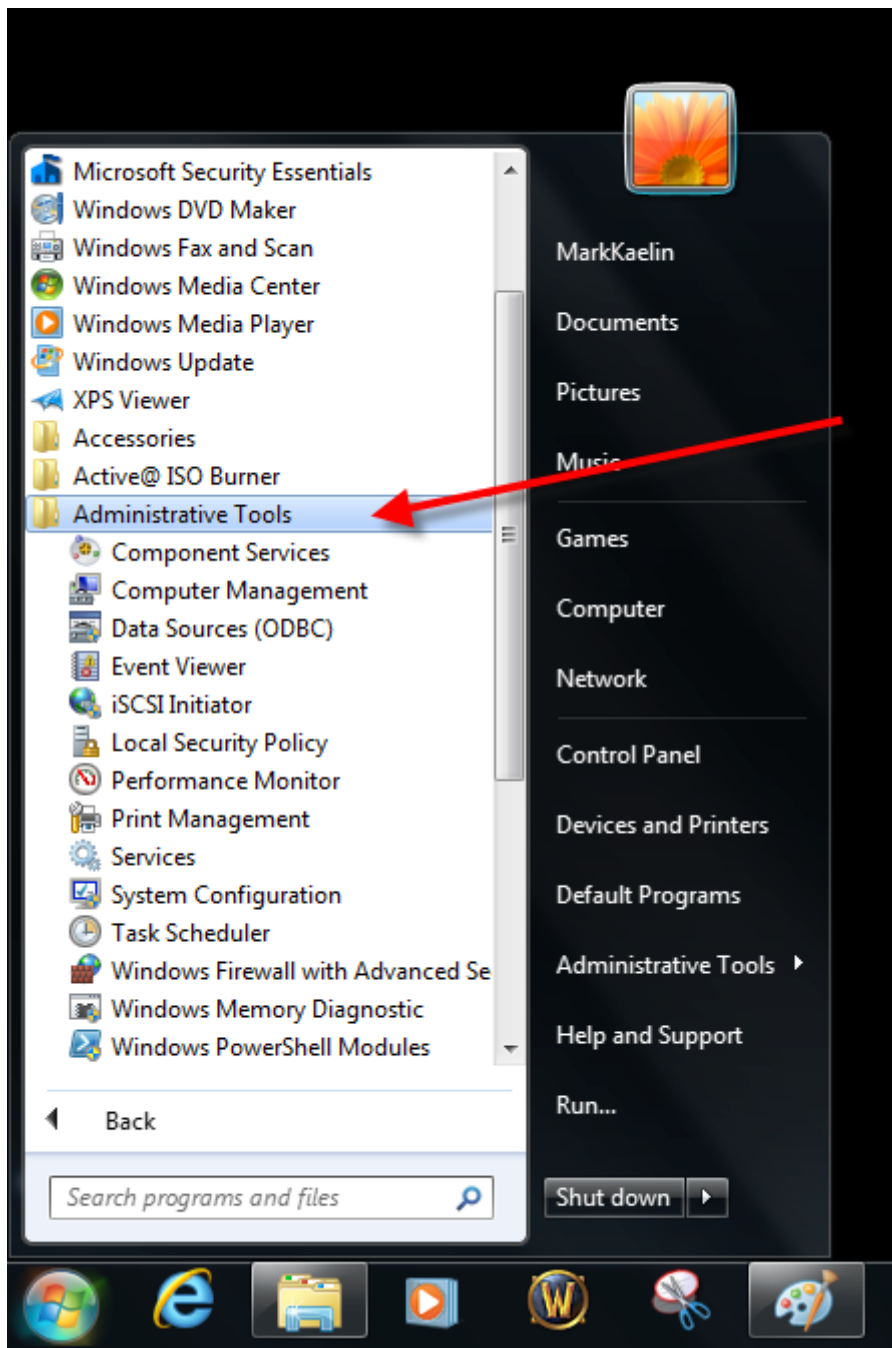 Microsoft Security Essentials
Windows DVD Maker
Windows Fax and Scan
Windows Media Center
Windows Media Player
Windows Update
XPS Viewer
Accessories
Active@ ISO Burner
Administrative Tools
Component Services
Computer Management
Data Sources (ODBC)
Event Viewer
iSCSI Initiator
Local Security Policy
Performance Monitor
Print Management
Services
System Configuration
Task Scheduler
Windows Firewall with Advanced Se
Windows Memory Diagnostic
Windows PowerShell Modules
Back
Search programs and files
MarkKaelin
Documents
Pictures
Music
Games
Computer
Network
Control Panel
Devices and Printers
Default Programs
Administrative Tools
Help and Support
Run...
Shut down
W